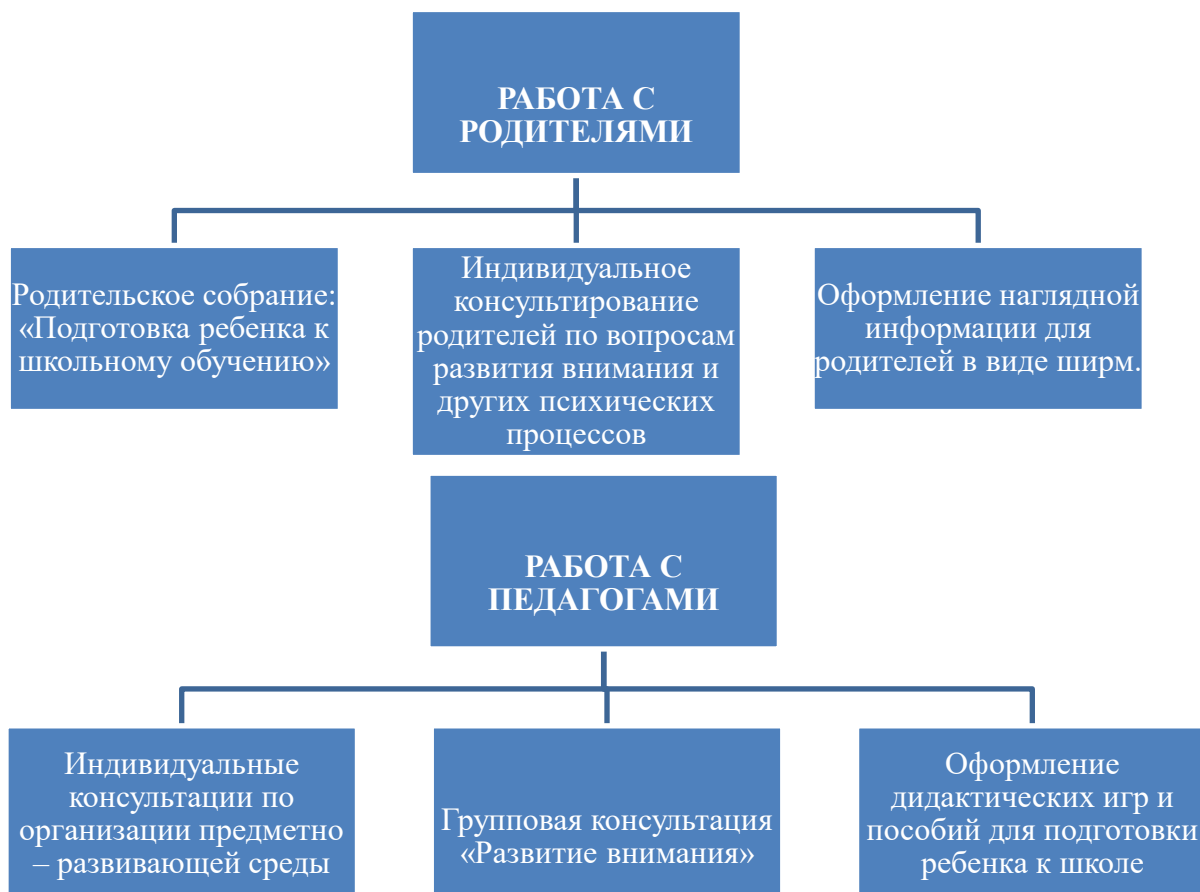 РАБОТА С
РОДИТЕЛЯМИ
Родительское собрание:
«Подготовка ребенка к
школьному обучению»
Индивидуальное
консультирование
родителей по вопросам
развития внимания и
других психических
процессов
Оформление наглядной
информации для
родителей в виде ширм.
РАБОТА С
ПЕДАГОГАМИ
Индивидуальные
консультации по
организации предметно
– развивающей среды
Групповая консультация
«Развитие внимания»
Оформление
дидактических игр и
пособий для подготовки
ребенка к школе